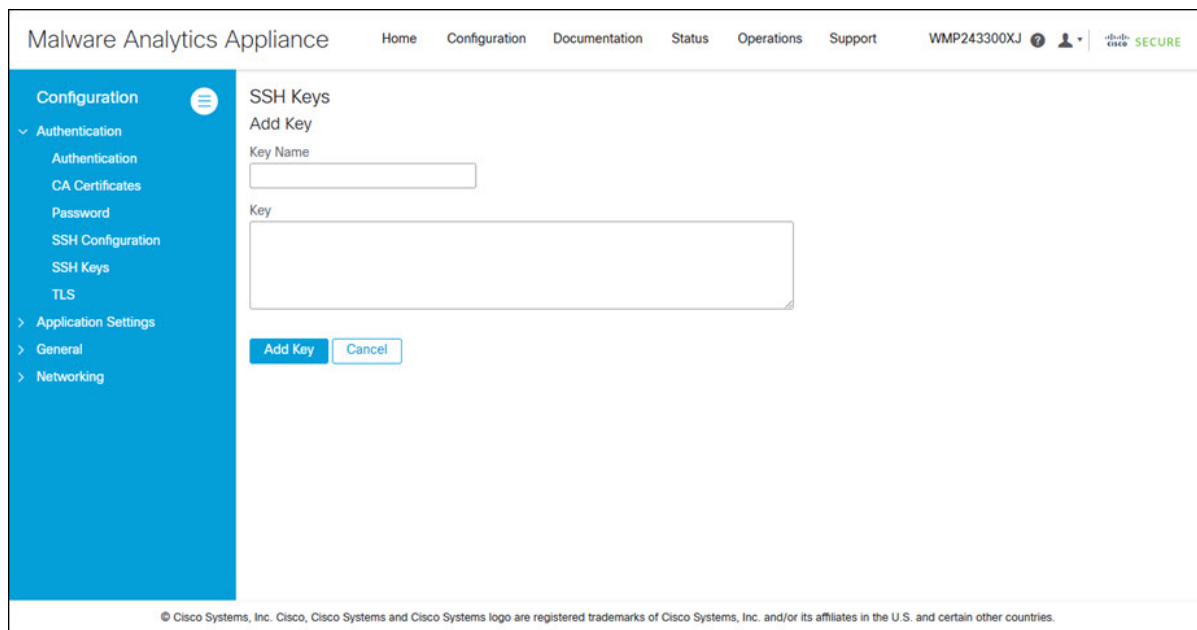 Malware Analytics Appliance
Home Configuration Documentation Status Operations Support WMP243300XJ ? cisco SECURE
Configuration
Authentication
Authentication
CA Certificates
Password
SSH Configuration
SSH Keys
TLS
Application Settings
General
Networking
SSH Keys
Add Key
Key Name
Key
Add Key Cancel
© Cisco Systems, Inc. Cisco, Cisco Systems and Cisco Systems logo are registered trademarks of Cisco Systems, Inc. and/or its affiliates in the U.S. and certain other countries.